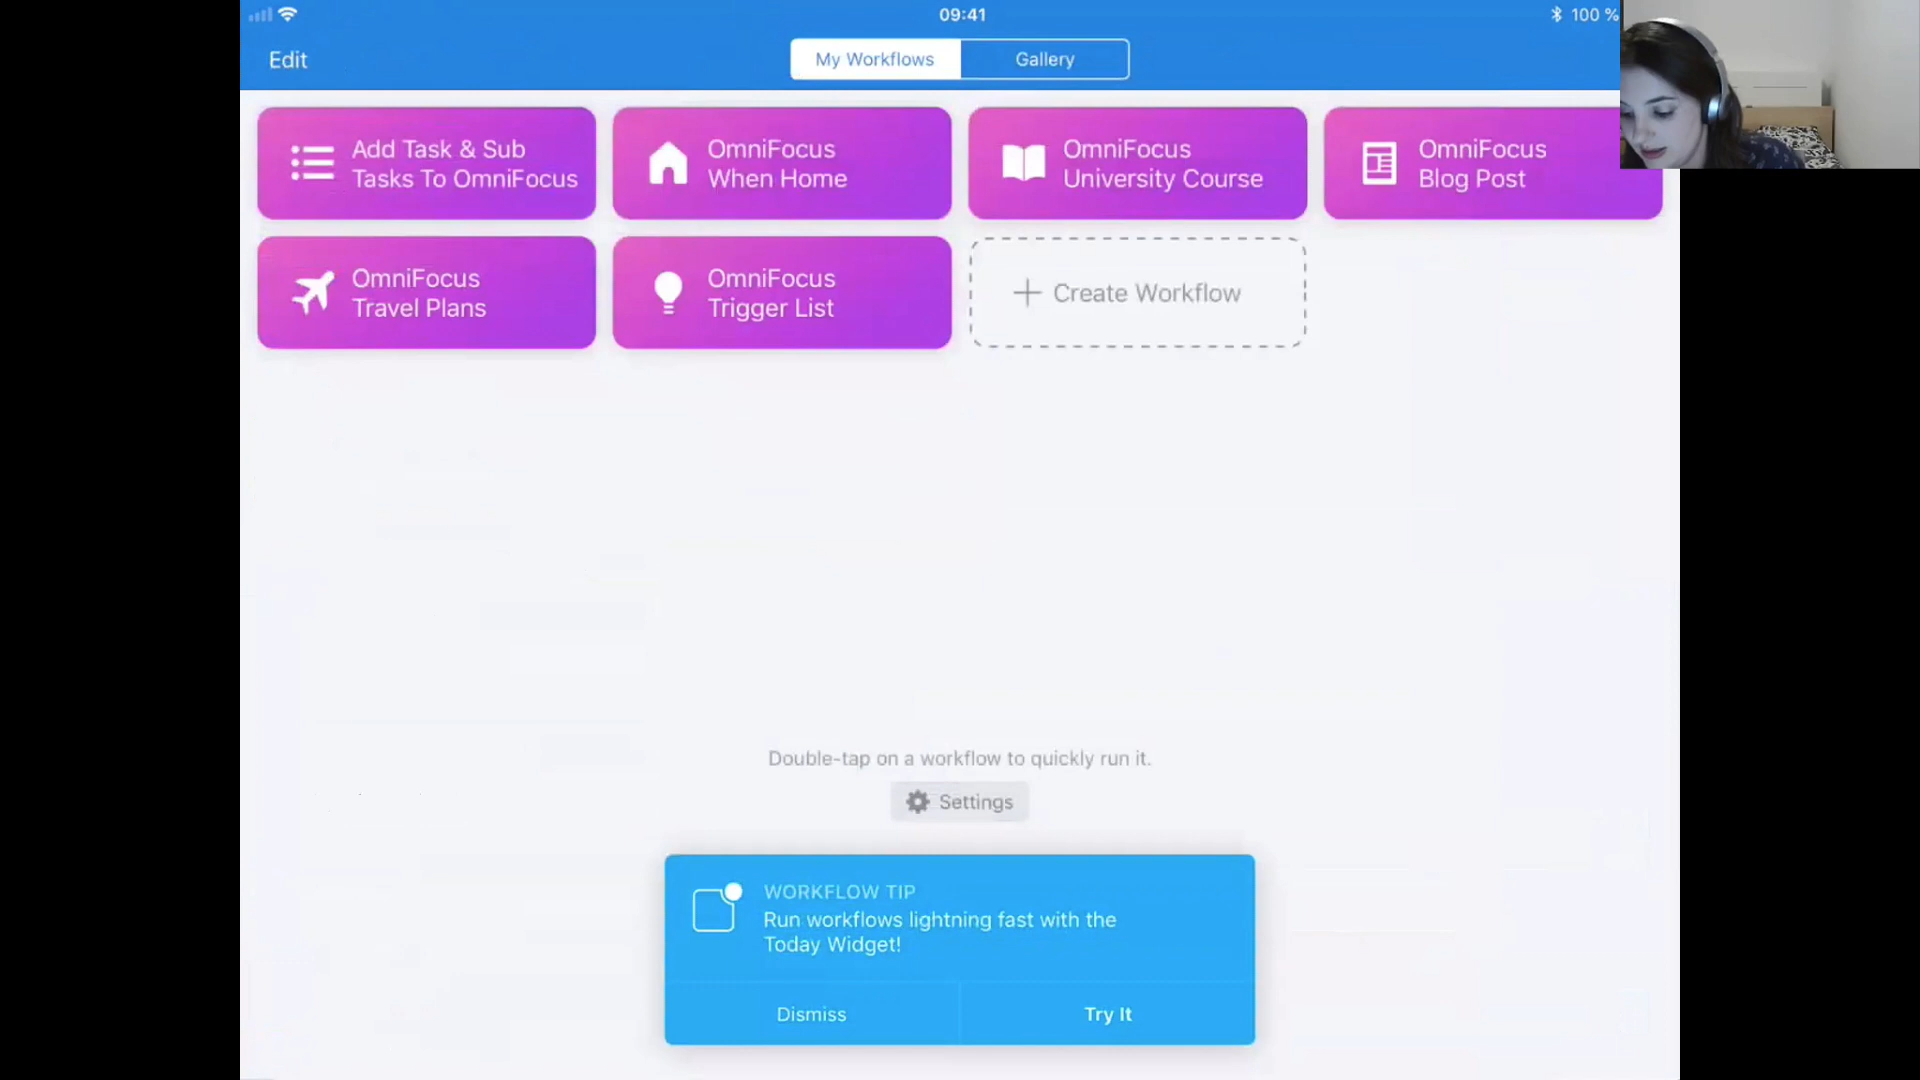 09:41
100 %
Edit
My Workflows
Gallery
Add Task & Sub
Tasks To OmniFocus
OmniFocus
When Home
OmniFocus
University Course
OmniFocus
Blog Post
OmniFocus
Travel Plans
OmniFocus
Trigger List
Create Workflow
Double-tap on a workflow to quickly run it.
Settings
WORKFLOW TIP
Run workflows lightning fast with the
Today Widget!
Dismiss
Try It